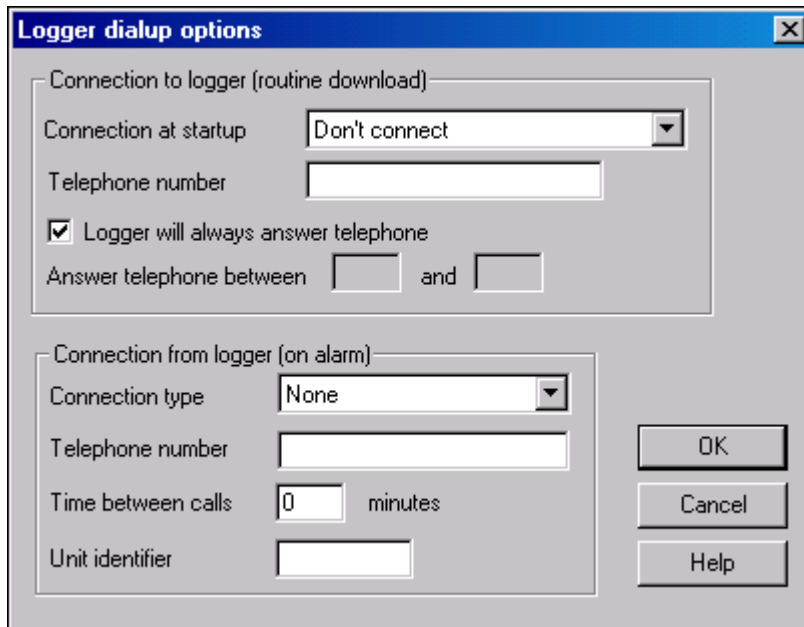 Logger dialup options
Connection to logger (routine download)
Connection at startup Don't connect
Telephone number
Logger will always answer telephone
Answer telephone between and
Connection from logger (on alarm)
Connection type None
Telephone number
OK
Time between calls 0 minutes
Cancel
Unit identifier
Help